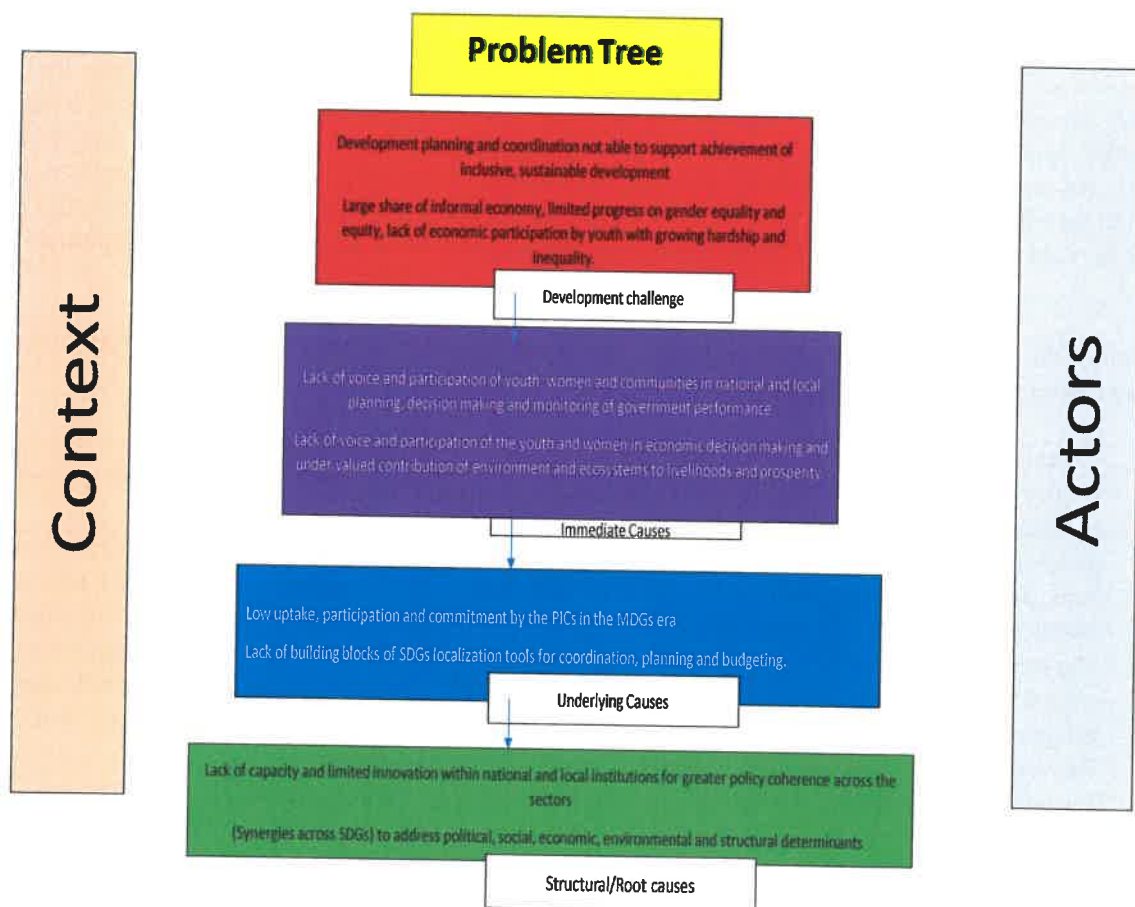 Problem Tree
Context
Development planning and coordination not able to support achievement of
inclusive, sustainable development
Large share of informal economy, limited progress on gender equality and
equity, lack of economic participation by youth with growing hardship and
inequality.
Development challenge
Lack of voice and participation of youth women and communities in national and local
planning, decision making and monitoring of government performance
Lack of voice and participation of the youth and women in economic decision making and
under valued contribution of environment and ecosystems to livelihoods and prosperity.
Immediate Causes
Low uptake, participation and commitment by the PICs in the MDGs era
Lack of building blocks of SDGs localization tools for coordination, planning and budgeting.
Underlying Causes
Lack of capacity and limited innovation within national and local institutions for greater policy coherence across the
sectors
(Synergies across SDGs) to address political, social, economic, environmental and structural determinants
Structural/Root causes
Actors